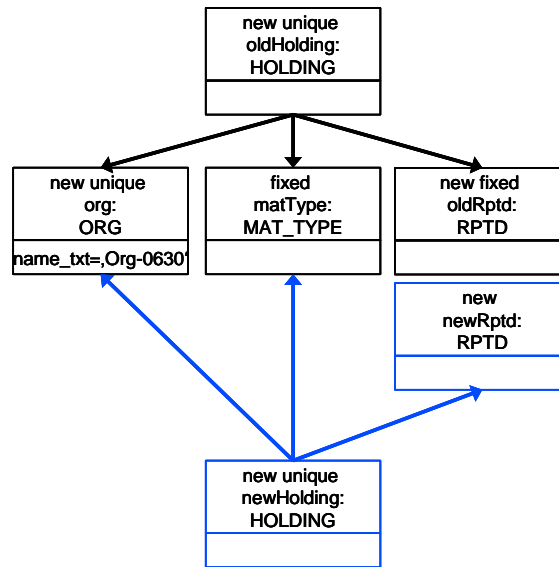 new unique
oldHolding:
HOLDING
new unique
org:
ORG
name_txt=‚Org-0630‘
fixed
matType:
MAT_TYPE
new fixed
oldRptd:
RPTD
new
newRptd:
RPTD
new unique
newHolding:
HOLDING